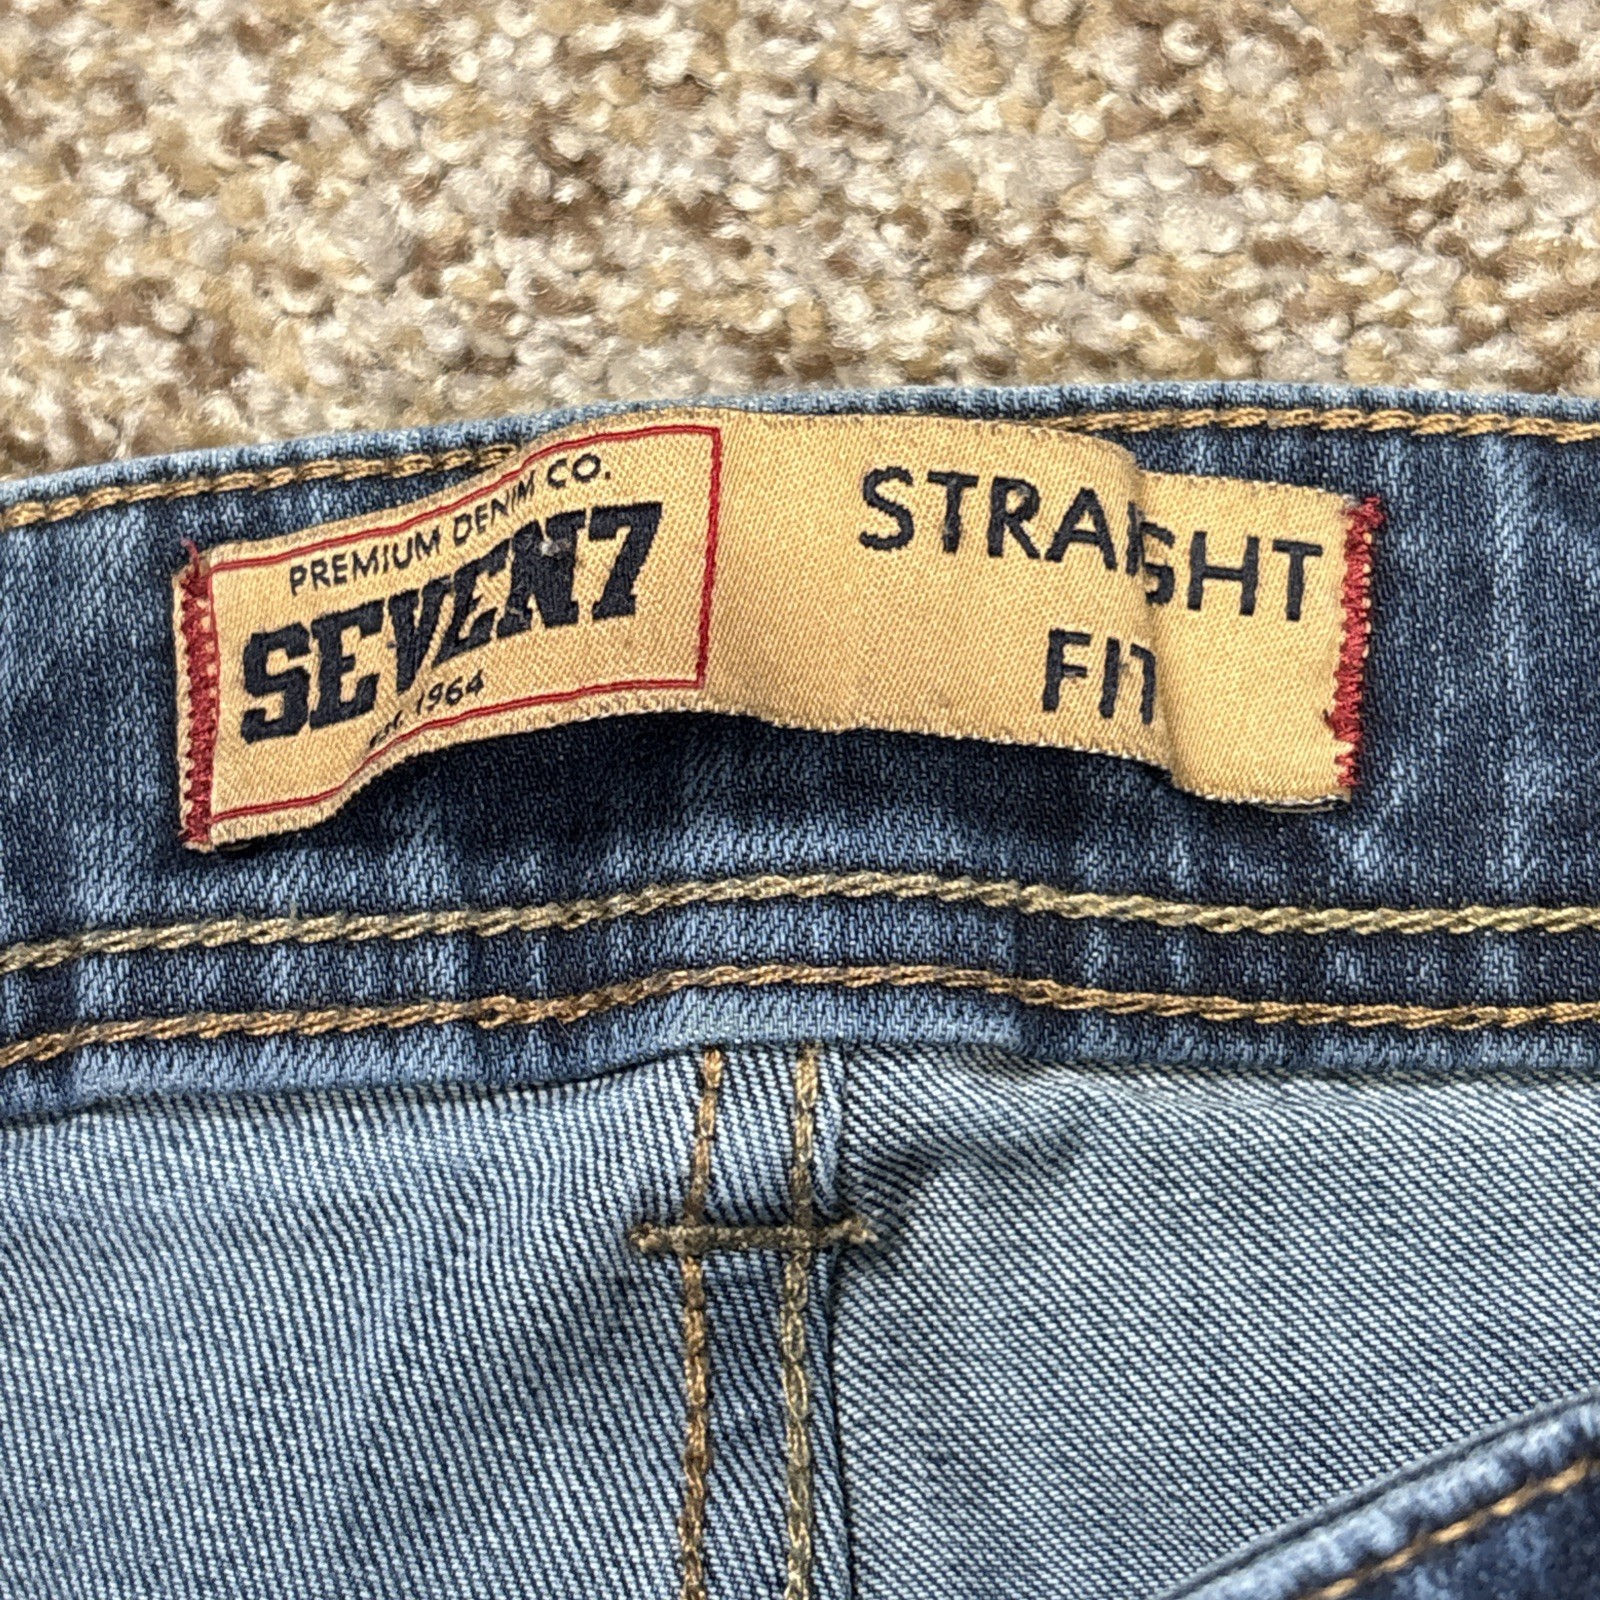 PREMIUM DENIM CO.
SEVEN7
EST. 1964
STRAIGHT
FIT